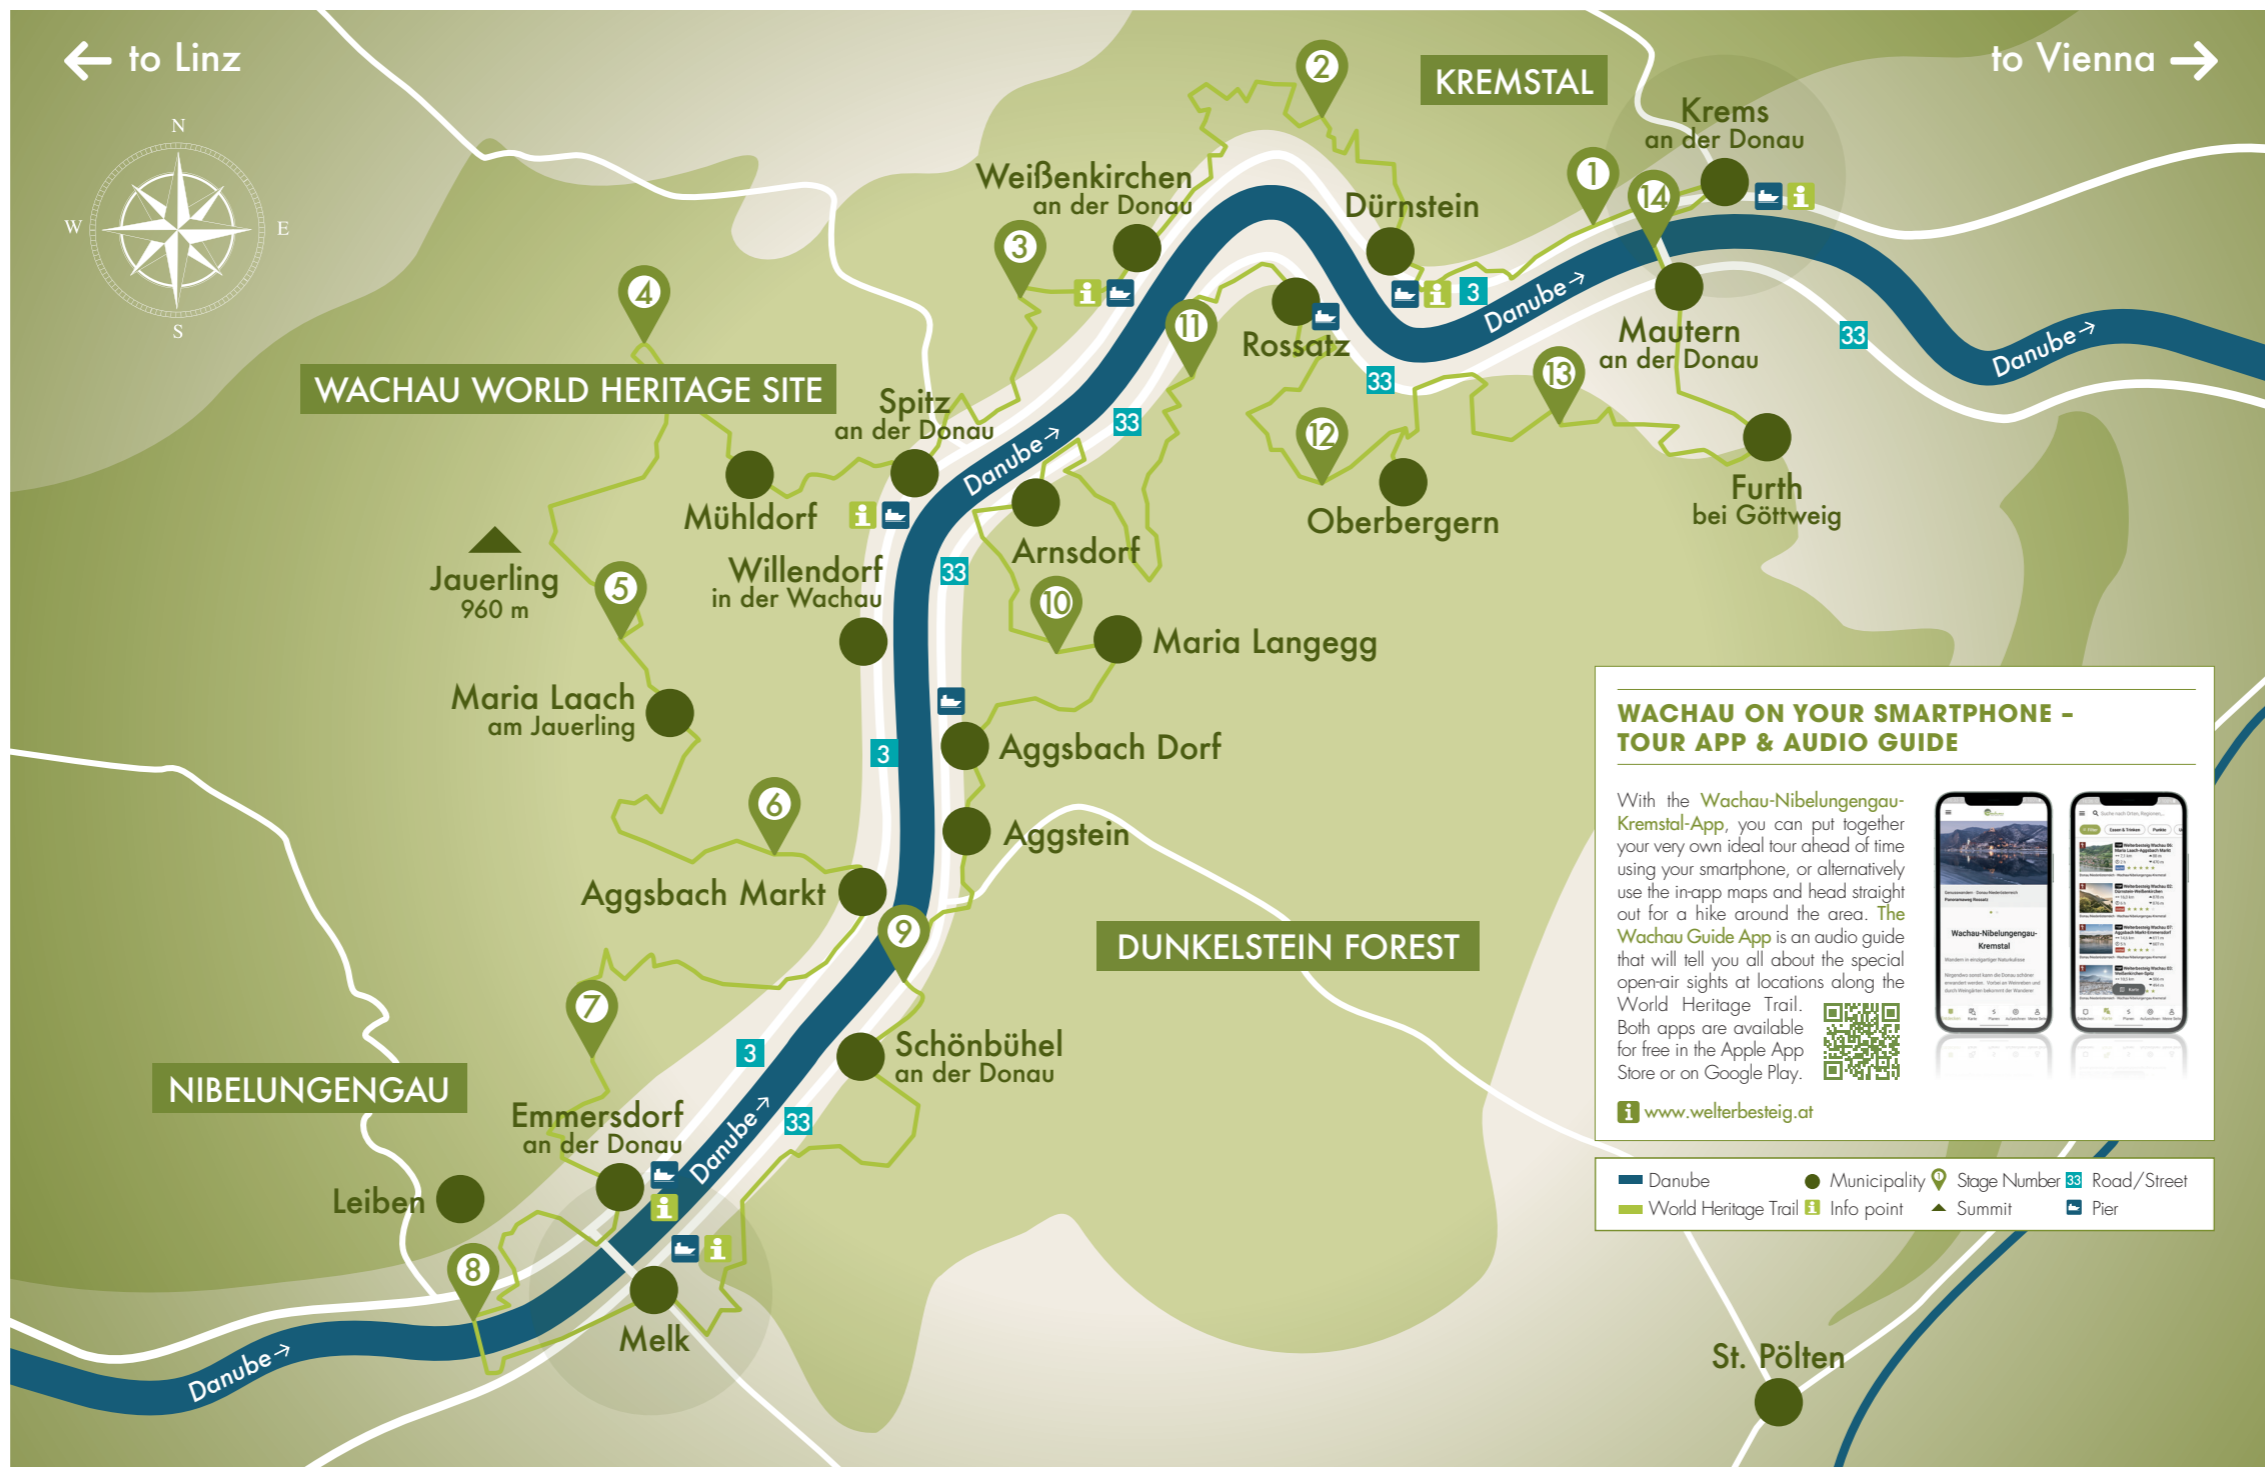 to Linz
to Vienna
N
W
E
S
KREMSTAL
2
Krems
an der Donau
Weißenkirchen
an der Donau
1
14
Dürnstein
3
4
3
11
Danube
Rossatz
Mautern
an der Donau
33
Danube
WACHAU WORLD HERITAGE SITE
33
13
Spitz
an der Donau
33
12
Danube
Mühldorf
Oberbergern
Furth
bei Göttweig
Arnsdorf
Jauerling
960 m
5
Willendorf
in der Wachau
33
10
Maria Langegg
Maria Laach
am Jauerling
3
Aggsbach Dorf
6
Aggstein
Aggsbach Markt
9
DUNKELSTEIN FOREST
7
3
Schönbühel
an der Donau
NIBELUNGENGAU
Emmersdorf
an der Donau
33
Danube
Leiben
8
Melk
Danube
St. Pölten
WACHAU ON YOUR SMARTPHONE –
TOUR APP & AUDIO GUIDE
With the Wachau-Nibelungengau-
Kremstal-App, you can put together
your very own ideal tour ahead of time
using your smartphone, or alternatively
use the in-app maps and head straight
out for a hike around the area. The
Wachau Guide App is an audio guide
that will tell you all about the special
open-air sights at locations along the
World Heritage Trail.
Both apps are available
for free in the Apple App
Store or on Google Play.
www.welterbesteig.at
Wachau-Nibelungengau-
Kremstal
Danube
Municipality
1
Stage Number
33
Road/Street
World Heritage Trail
Info point
Summit
Pier